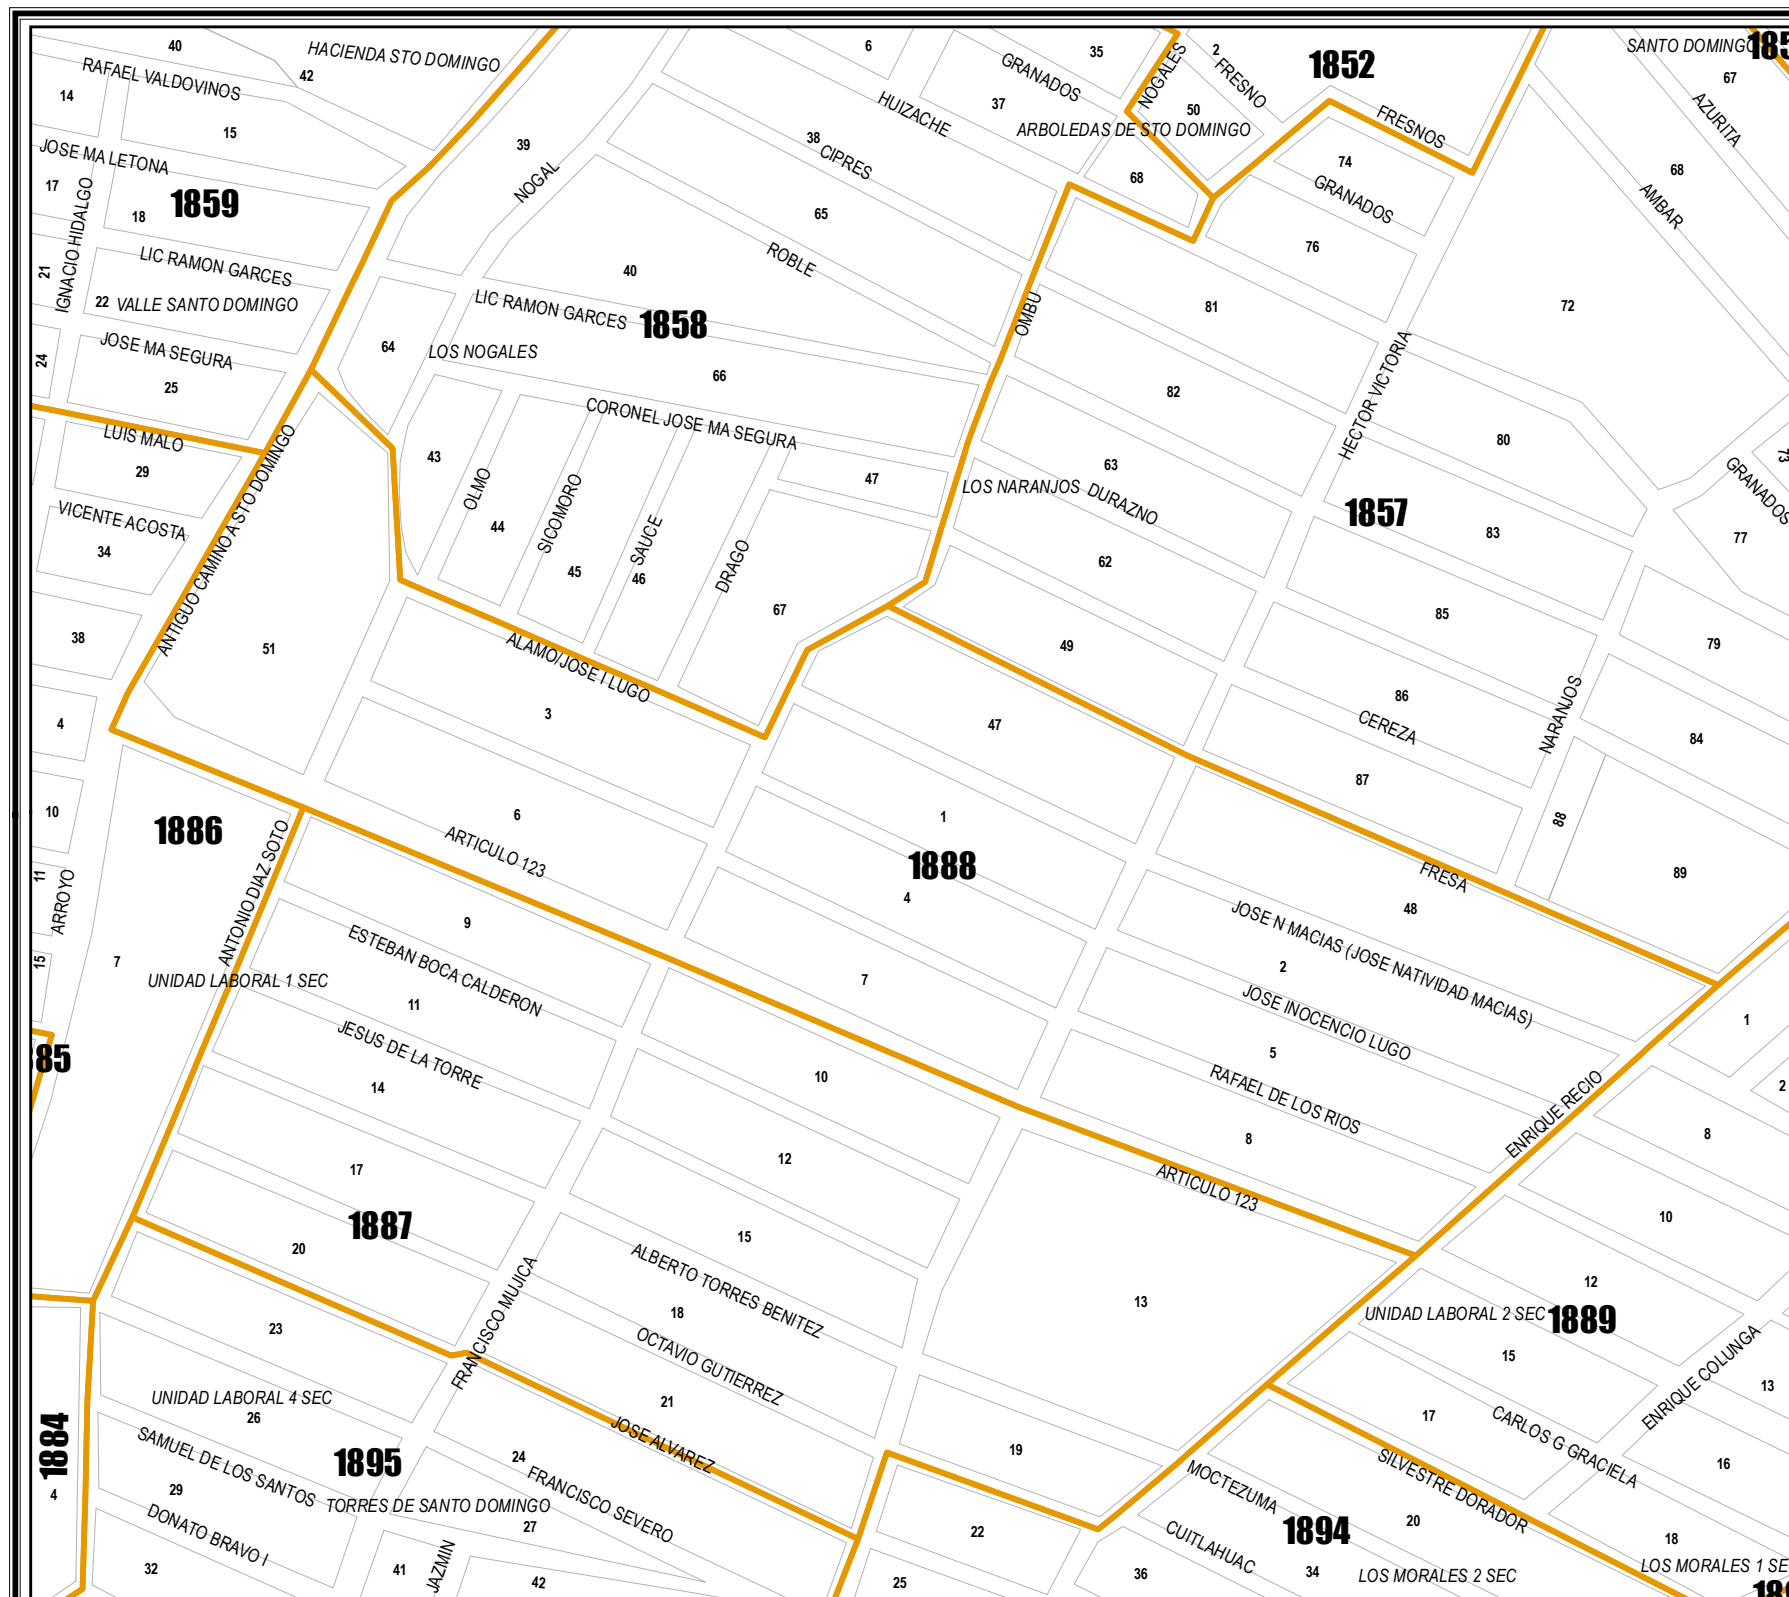 40
HACIENDA STO DOMINGO
42
RAFAEL VALDOVINOS
14
15
JOSE MA LETONA
17
IGNACIO HIDALGO
18
1859
LIC RAMON GARCES
21
22
VALLE SANTO DOMINGO
JOSE MA SEGURA
24
25
LUIS MALO
29
VICENTE ACOSTA
34
38
ANTIGUO CAMINO A STO DOMINGO
51
4
10
11
ARROYO
15
7
1886
ANTONIO DIAZ SOTO
UNIDAD LABORAL 1 SEC
85
6
35
GRANADOS
37
HUIZACHE
NOGALES
2
FRESNO
50
ARBOLEDAS DE STO DOMINGO
68
1852
FRESNOS
74
GRANADOS
76
SANTO DOMINGO
67
AZURITA
68
AMBAR
72
39
NOGAL
38
CIPRES
65
ROBLE
40
LIC RAMON GARCES
1858
64
LOS NOGALES
66
CORONEL JOSE MA SEGURA
43
OLMO
44
SICOMORO
45
SAUCE
46
DRAGO
47
67
ALAMO/JOSE I LUGO
OMBU
81
82
HECTOR VICTORIA
80
63
LOS NARANJOS
DURAZNO
1857
83
62
85
49
86
CEREZA
87
NARANJOS
88
89
79
84
73
GRANADOS
77
FRESA
3
6
ARTICULO 123
47
1
1888
4
7
48
JOSE N MACIAS (JOSE NATIVIDAD MACIAS)
2
JOSE INOCENCIO LUGO
5
RAFAEL DE LOS RIOS
8
ARTICULO 123
ENRIQUE RECIO
1
2
8
10
12
UNIDAD LABORAL 2 SEC
1889
15
ENRIQUE COLUNGA
13
17
CARLOS G GRACIELA
16
SILVESTRE DORADOR
18
LOS MORALES 1 SE
9
ESTEBAN BOCA CALDERON
11
JESUS DE LA TORRE
14
17
1887
20
10
12
15
ALBERTO TORRES BENITEZ
18
OCTAVIO GUTIERREZ
21
JOSE ALVAREZ
13
19
FRANCISCO MUJICA
23
UNIDAD LABORAL 4 SEC
26
1884
4
SAMUEL DE LOS SANTOS
1895
29
TORRES DE SANTO DOMINGO
DONATO BRAVO I
32
24
FRANCISCO SEVERO
27
41
JAZMIN
42
22
25
MOCTEZUMA
CUITLAHUAC
1894
20
36
34
LOS MORALES 2 SEC